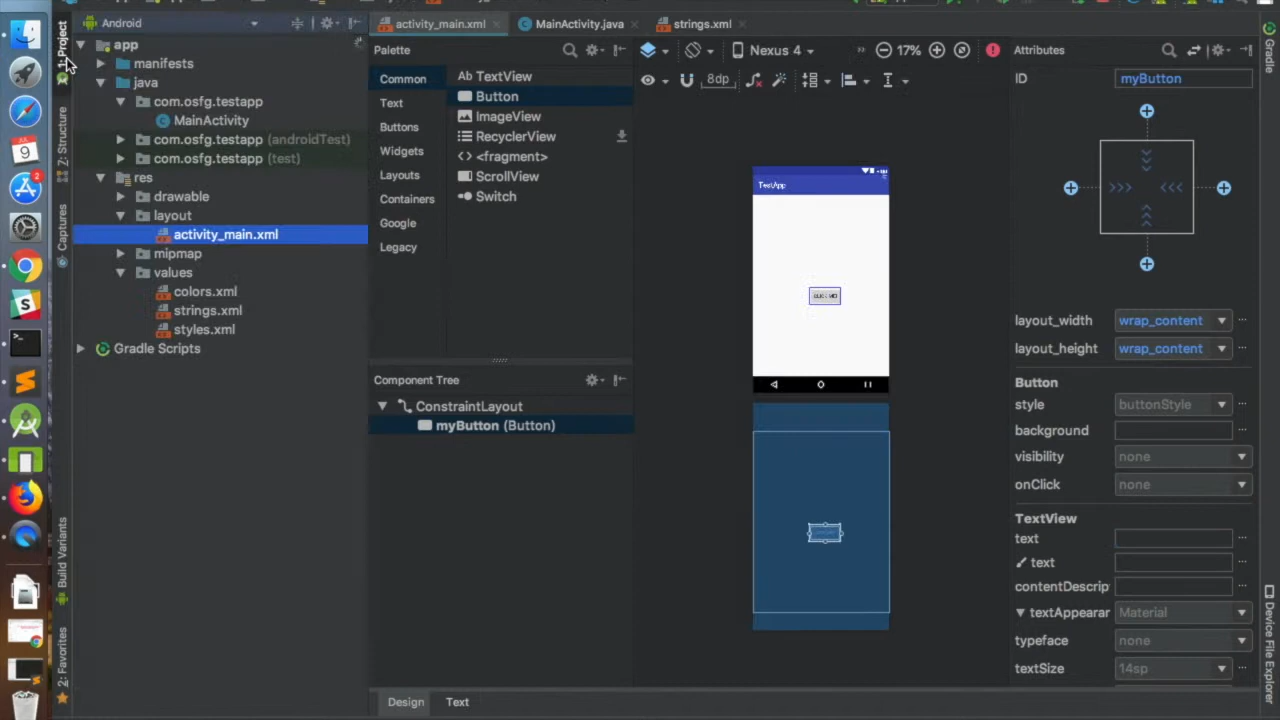 Android
activity_main.xml
MainActivity.java
strings.xml
1: Project
Z: Structure
Captures
Build Variants
2: Favorites
9
2
app
manifests
java
com.osfg.testapp
MainActivity
com.osfg.testapp (androidTest)
com.osfg.testapp (test)
res
drawable
layout
activity_main.xml
mipmap
values
colors.xml
strings.xml
styles.xml
Gradle Scripts
Palette
Common
Text
Buttons
Widgets
Layouts
Containers
Google
Legacy
Ab TextView
Button
ImageView
RecyclerView
<> <fragment>
ScrollView
Switch
Component Tree
ConstraintLayout
myButton (Button)
Nexus 4
»
17%
8dp
TestApp
Design
Text
Attributes
ID
myButton
layout_width
wrap_content
layout_height
wrap_content
Button
style
buttonStyle
background
visibility
none
onClick
none
TextView
text
text
contentDescrip
textAppearar
Material
typeface
none
textSize
14sp
Gradle
Device File Explorer